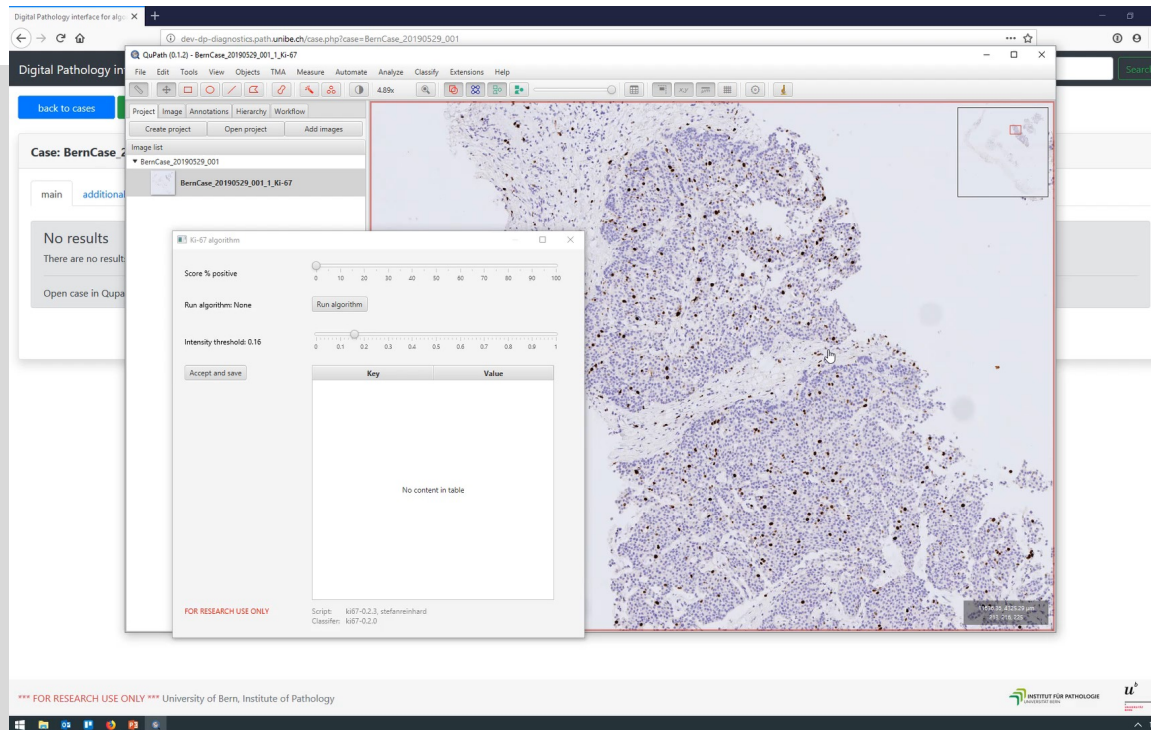 Digital Pathology interface for algo
dev-dp-diagnostics.path.unibe.ch/case.php?case=BernCase_20190529_001
Digital Pathology in
Search
back to cases
Case: BernCase_2
main additional
No results
There are no result
Open case in Qupa
QuPath (0.1.2) - BernCase_20190529_001_1_Ki-67
File Edit Tools View Objects TMA Measure Automate Analyze Classify Extensions Help
4.89x
Project Image Annotations Hierarchy Workflow
Create project Open project Add images
Image list
BernCase_20190529_001
BernCase_20190529_001_1_Ki-67
Ki-67 algorithm
Score % positive
0 10 20 30 40 50 60 70 80 90 100
Run algorithm: None Run algorithm
Intensity threshold: 0.16
0 0.1 0.2 0.3 0.4 0.5 0.6 0.7 0.8 0.9 1
Accept and save
Key Value
No content in table
FOR RESEARCH USE ONLY
Script: ki67-0.2.3, stefanreinhard
Classifer: ki67-0.2.0
*** FOR RESEARCH USE ONLY *** University of Bern, Institute of Pathology
INSTITUT FÜR PATHOLOGIE
UNIVERSITÄT BERN
u
b